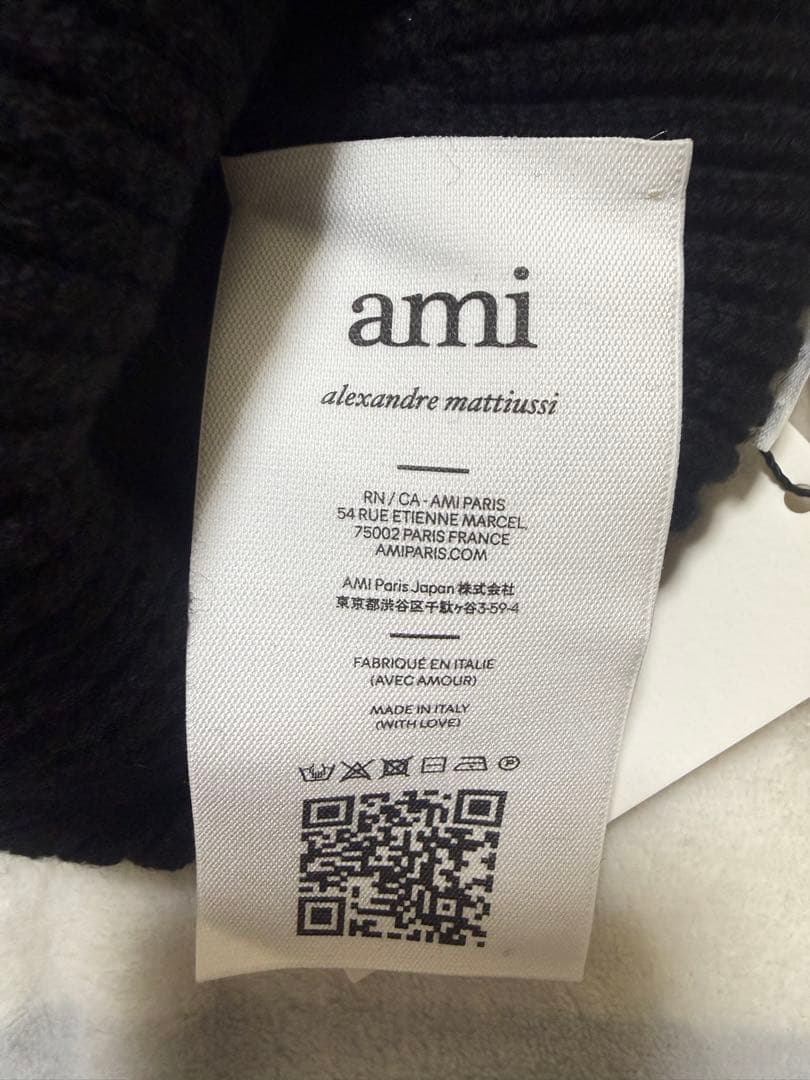 ami
alexandre mattiussi
RN / CA - AMI PARIS
54 RUE ETIENNE MARCEL,
75002 PARIS FRANCE
AMIPARIS.COM
AMI Paris Japan 株式会社
東京都渋谷区千駄ヶ谷3-59-4
FABRIQUÉ EN ITALIE
(AVEC AMOUR)
MADE IN ITALY
(WITH LOVE)